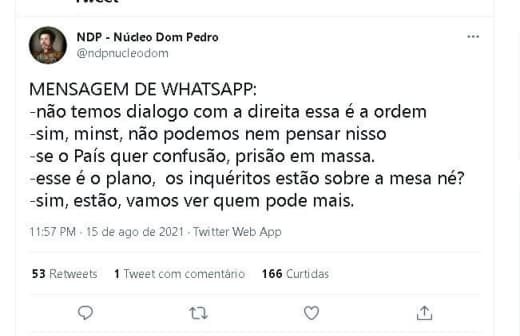 Tweet
NDP - Núcleo Dom Pedro
@ndpnucleodom
MENSAGEM DE WHATSAPP:
-não temos dialogo com a direita essa é a ordem
-sim, minst, não podemos nem pensar nisso
-se o País quer confusão, prisão em massa.
-esse é o plano,  os inquéritos estão sobre a mesa né?
-sim, estão, vamos ver quem pode mais.
11:57 PM · 15 de ago de 2021 · Twitter Web App
53 Retweets 1 Tweet com comentário 166 Curtidas